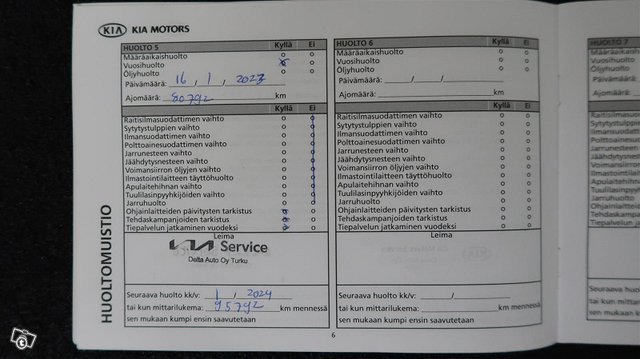 KIA KIA MOTORS
HUOLTO 5 Kyllä Ei
Määräaikaishuolto o o
Vuosihuolto x o
Öljyhuolto o o
Päivämäärä: 16 / 1 / 2023
Ajomäärä: 80792 km
Kyllä Ei
Raitisilmasuodattimen vaihto
Sytytystulppien vaihto
Ilmansuodattimen vaihto
Polttoainesuodattimen vaihto
Jarrunesteen vaihto
Jäähdytysnesteen vaihto
Voimansiirron öljyjen vaihto
Ilmastointilaitteen täyttöhuolto
Apulaitehihnan vaihto
Tuulilasinpyyhkijöiden vaihto
Jarruhuolto
Ohjainlaitteiden päivitysten tarkistus
Tehdaskampanjoiden tarkistus
Tiepalvelun jatkaminen vuodeksi
Leima
KIA Service
Delta Auto Oy Turku
Seuraava huolto kk/v: 1 / 2024
tai kun mittarilukema: 95792 km mennessä
sen mukaan kumpi ensin saavutetaan
HUOLTOMUISTIO
HUOLTO 6 Kyllä Ei
Määräaikaishuolto o o
Vuosihuolto o o
Öljyhuolto o o
Päivämäärä: / /
Ajomäärä: km
Kyllä Ei
Raitisilmasuodattimen vaihto o o
Sytytystulppien vaihto o o
Ilmansuodattimen vaihto o o
Polttoainesuodattimen vaihto o o
Jarrunesteen vaihto o o
Jäähdytysnesteen vaihto o o
Voimansiirron öljyjen vaihto o o
Ilmastointilaitteen täyttöhuolto o o
Apulaitehihnan vaihto o o
Tuulilasinpyyhkijöiden vaihto o o
Jarruhuolto o o
Ohjainlaitteiden päivitysten tarkistus o o
Tehdaskampanjoiden tarkistus o o
Tiepalvelun jatkaminen vuodeksi o o
Leima
Seuraava huolto kk/v: /
tai kun mittarilukema: km mennessä
sen mukaan kumpi ensin saavutetaan
6
HUOLTO 7
Vuosihuolto
Öljyhuolto
Päivämäärä:
Ajomäärä:
Jarruhuolto
tori